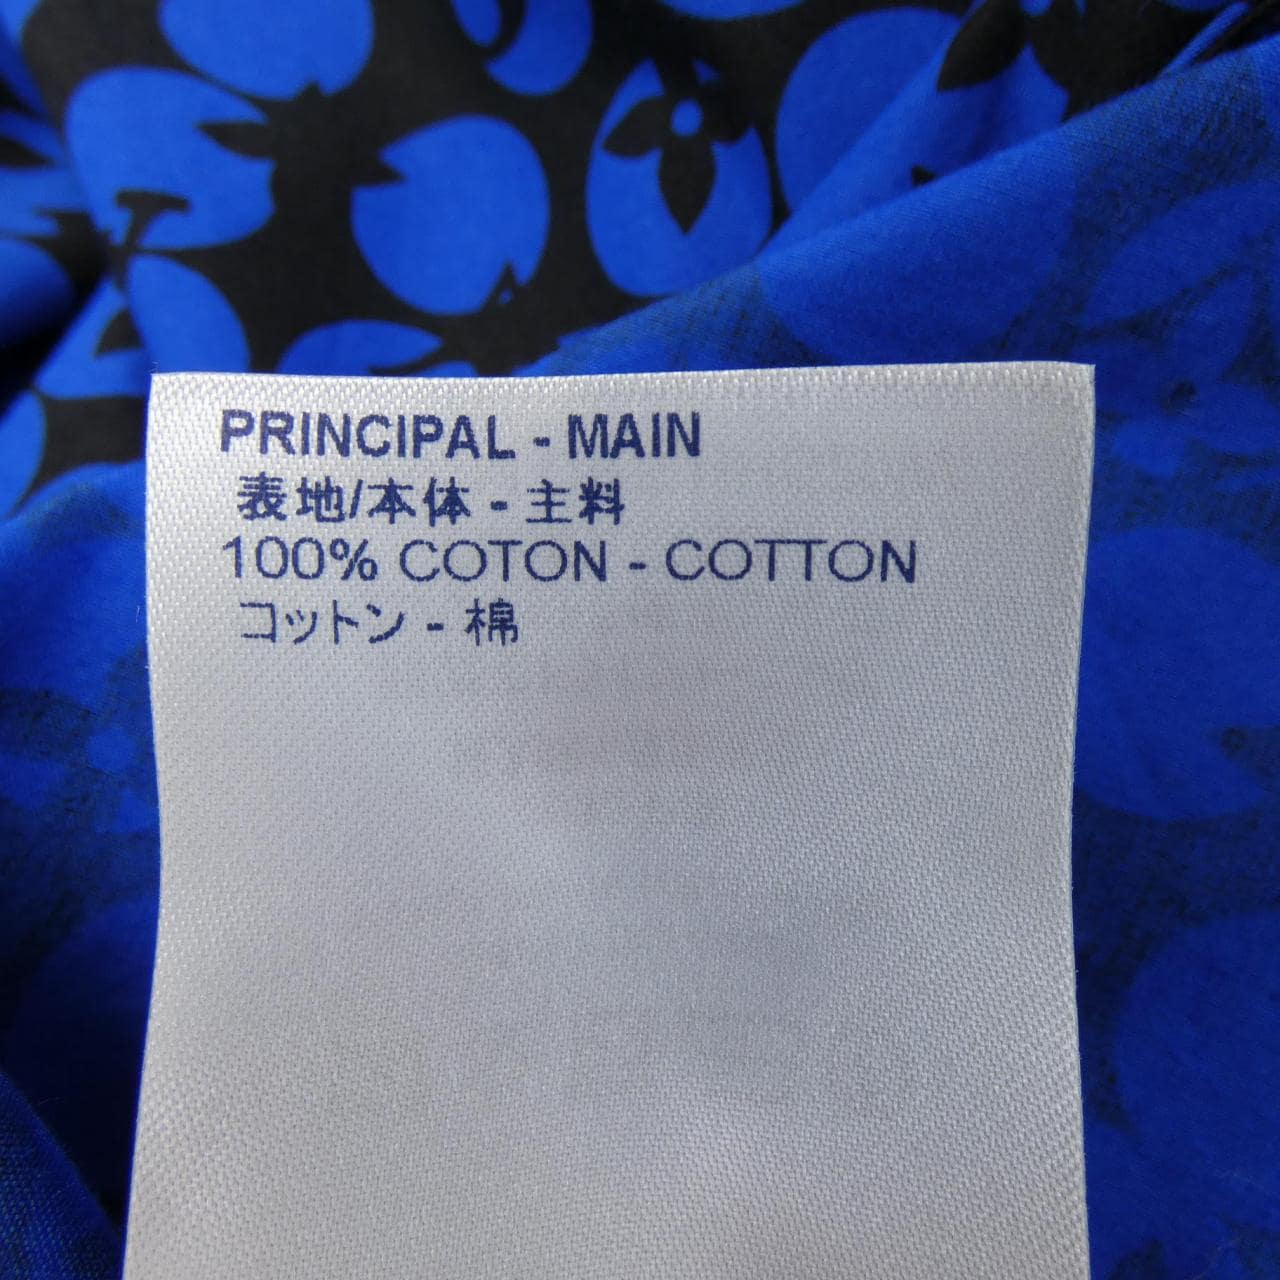 PRINCIPAL - MAIN
表地/本体 - 主料
100% COTON - COTTON
コットン - 棉